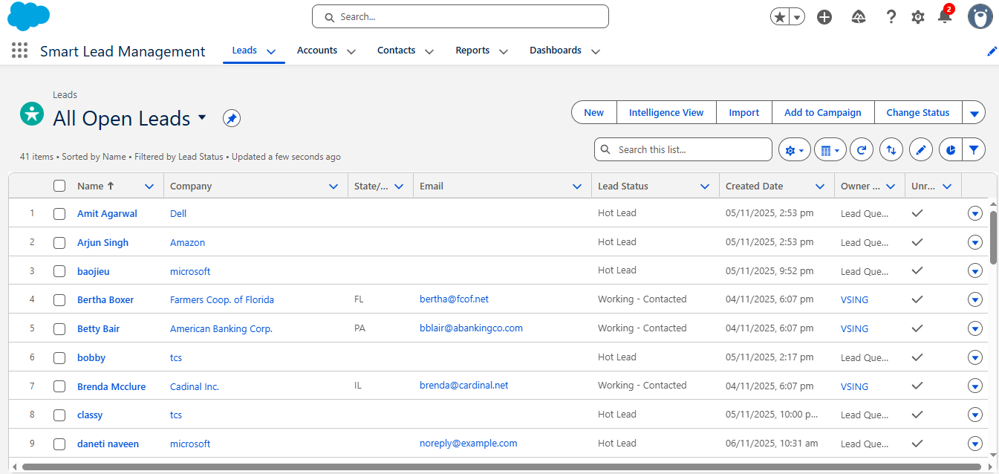 Search...
2
Smart Lead Management Leads Accounts Contacts Reports Dashboards
Leads
All Open Leads
New Intelligence View Import Add to Campaign Change Status
41 items • Sorted by Name • Filtered by Lead Status • Updated a few seconds ago
Search this list...
Name Company State/... Email Lead Status Created Date Owner ... Unr...
1 Amit Agarwal Dell Hot Lead 05/11/2025, 2:53 pm Lead Que...
2 Arjun Singh Amazon Hot Lead 05/11/2025, 2:53 pm Lead Que...
3 baojieu microsoft Hot Lead 05/11/2025, 9:52 pm Lead Que...
4 Bertha Boxer Farmers Coop. of Florida FL bertha@fcof.net Working - Contacted 04/11/2025, 6:07 pm VSING
5 Betty Bair American Banking Corp. PA bblair@abankingco.com Working - Contacted 04/11/2025, 6:07 pm VSING
6 bobby tcs Hot Lead 05/11/2025, 2:17 pm Lead Que...
7 Brenda Mcclure Cadinal Inc. IL brenda@cardinal.net Working - Contacted 04/11/2025, 6:07 pm VSING
8 classy tcs Hot Lead 05/11/2025, 10:00 p... Lead Que...
9 daneti naveen microsoft noreply@example.com Hot Lead 06/11/2025, 10:31 am Lead Que...